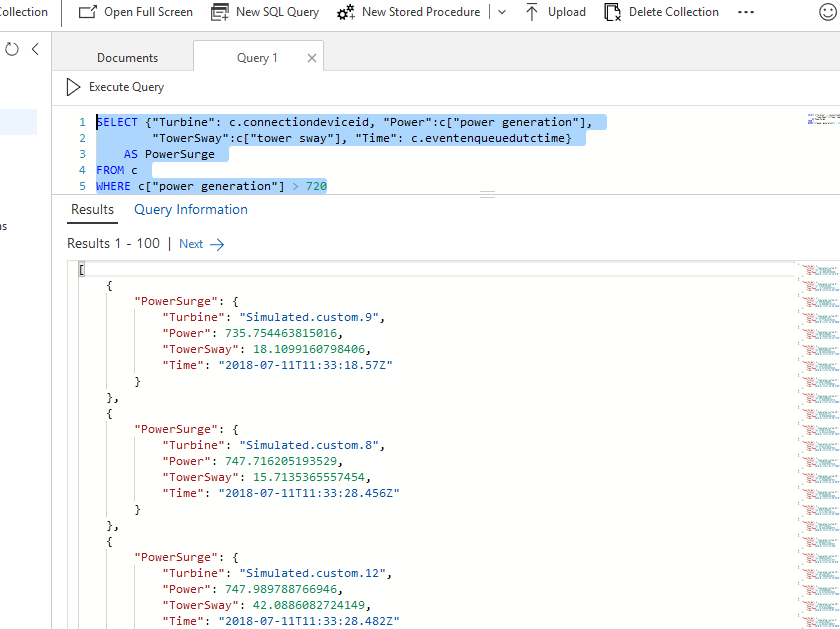 ollection
Open Full Screen
New SQL Query
New Stored Procedure
Upload
Delete Collection
Documents
Query 1
Execute Query
1 SELECT {"Turbine": c.connectiondeviceid, "Power":c["power generation"],
2 "TowerSway":c["tower sway"], "Time": c.eventenqueuedutctime}
3 AS PowerSurge
4 FROM c
5 WHERE c["power generation"] > 720
Results
Query Information
Results 1 - 100 | Next
[
{
"PowerSurge": {
"Turbine": "Simulated.custom.9",
"Power": 735.754463815016,
"TowerSway": 18.1099160798406,
"Time": "2018-07-11T11:33:18.57Z"
}
},
{
"PowerSurge": {
"Turbine": "Simulated.custom.8",
"Power": 747.716205193529,
"TowerSway": 15.7135365557454,
"Time": "2018-07-11T11:33:28.456Z"
}
},
{
"PowerSurge": {
"Turbine": "Simulated.custom.12",
"Power": 747.989788766946,
"TowerSway": 42.0886082724149,
"Time": "2018-07-11T11:33:28.482Z"